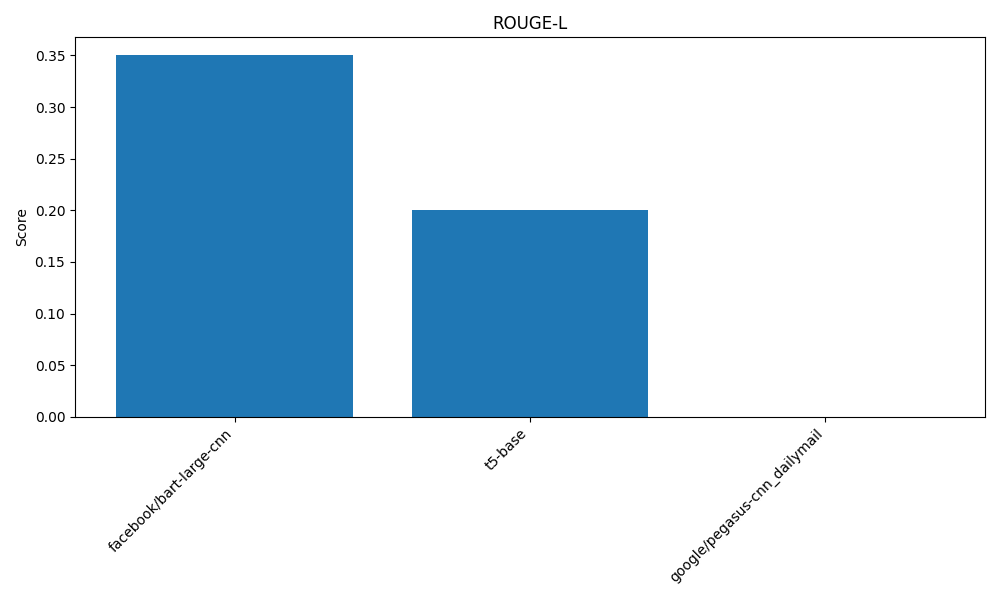 ROUGE-L
Score
0.35
0.30
0.25
0.20
0.15
0.10
0.05
0.00
facebook/bart-large-cnn
t5-base
google/pegasus-cnn_dailymail